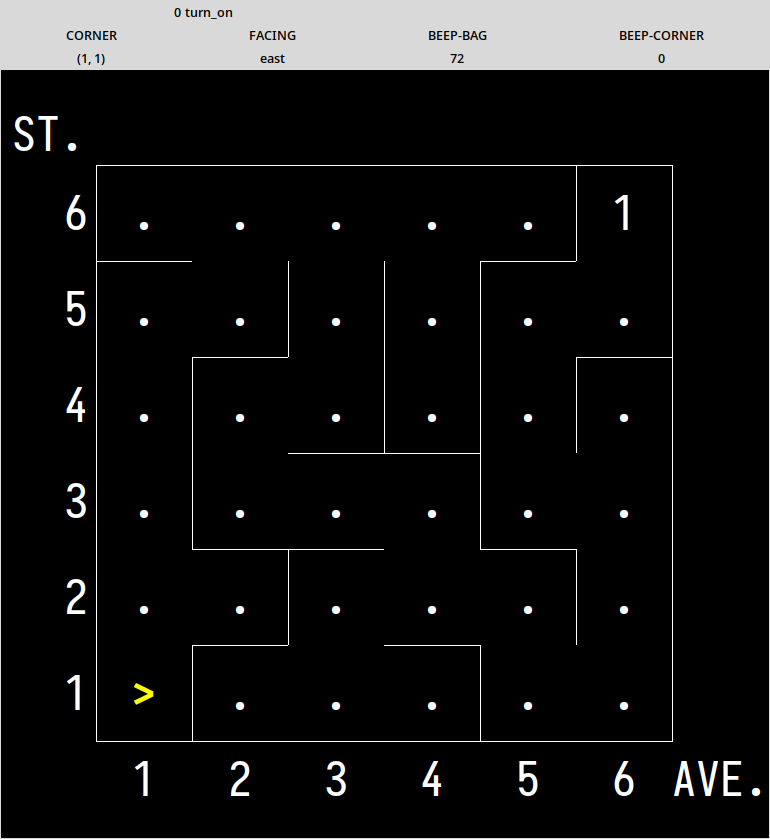 0 turn_on
CORNER FACING BEEP-BAG BEEP-CORNER
(1, 1) east 72 0
ST.
6 . . . . . 1
5 . . . . . .
4 . . . . . .
3 . . . . . .
2 . . . . . .
1 > . . . . .
1 2 3 4 5 6 AVE.